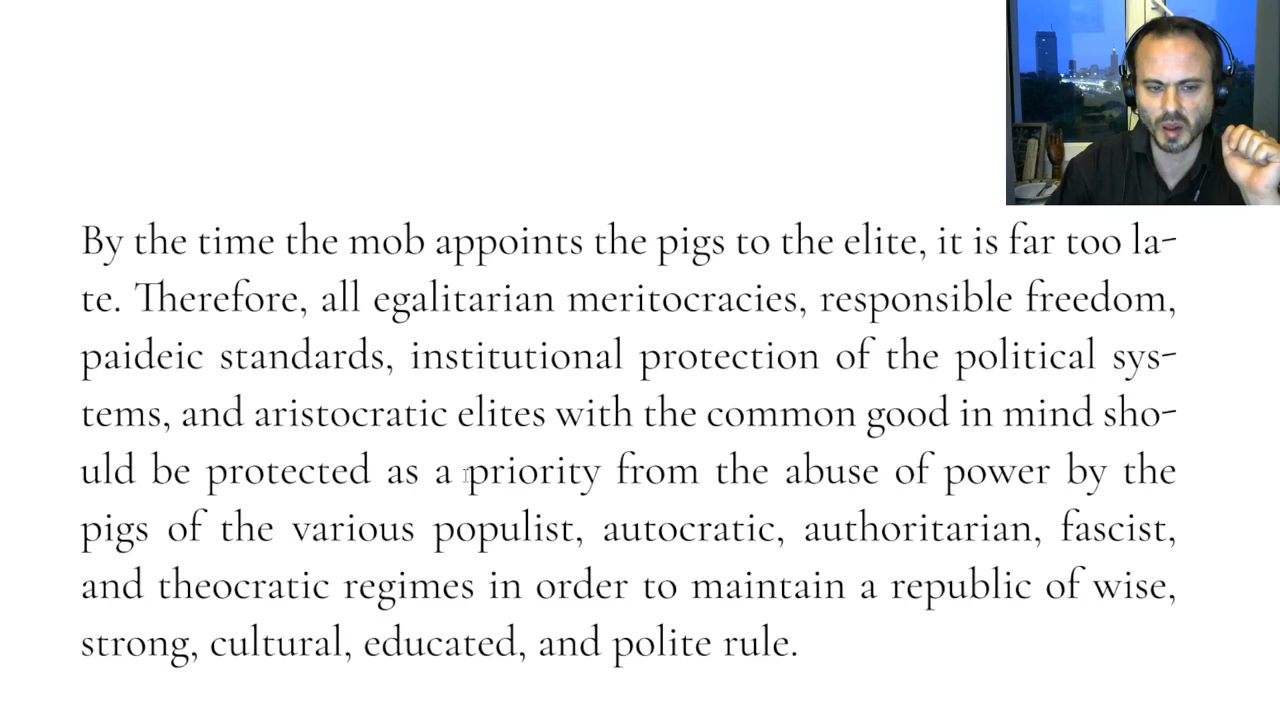 By the time the mob appoints the pigs to the elite, it is far too la-
te. Therefore, all egalitarian meritocracies, responsible freedom,
paideic standards, institutional protection of the political sys-
tems, and aristocratic elites with the common good in mind sho-
uld be protected as a priority from the abuse of power by the
pigs of the various populist, autocratic, authoritarian, fascist,
and theocratic regimes in order to maintain a republic of wise,
strong, cultural, educated, and polite rule.